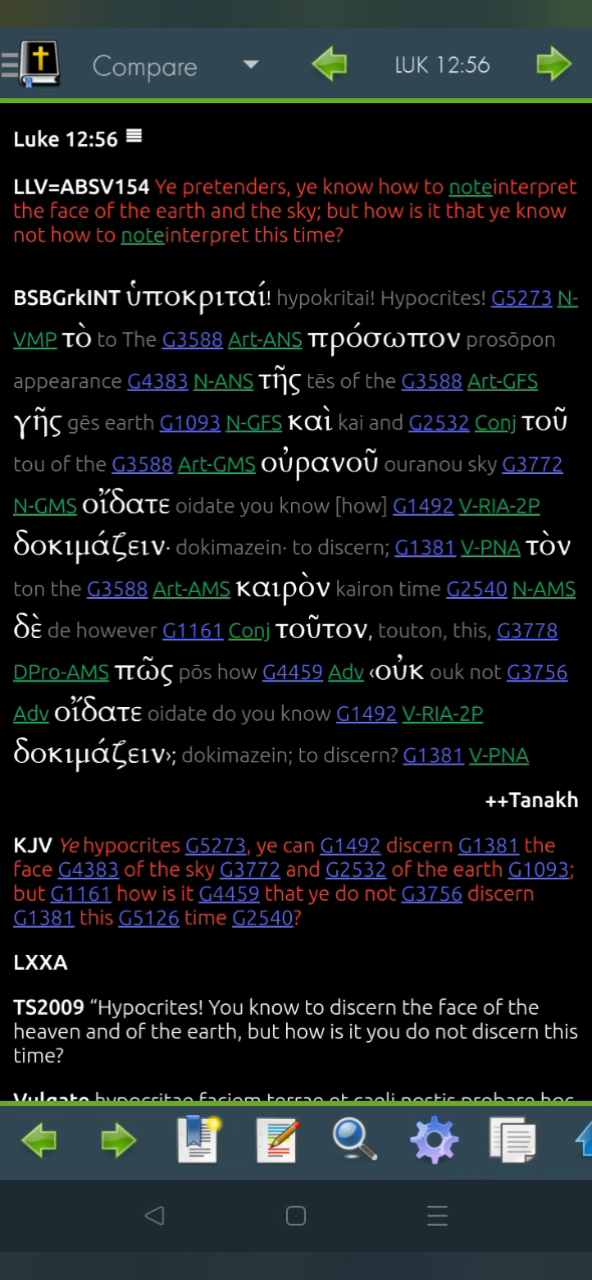 Compare
LUK 12:56
Luke 12:56
LLV=ABSV154 Ye pretenders, ye know how to noteinterpret
the face of the earth and the sky; but how is it that ye know
not how to noteinterpret this time?
BSBGrkINT ὑποκριταί! hypokritai! Hypocrites! G5273 N-
VMP τὸ to The G3588 Art-ANS πρόσωπον prosōpon
appearance G4383 N-ANS τῆς tēs of the G3588 Art-GFS
γῆς gēs earth G1093 N-GFS καὶ kai and G2532 Conj τοῦ
tou of the G3588 Art-GMS οὐρανοῦ ouranou sky G3772
N-GMS οἴδατε oidate you know [how] G1492 V-RIA-2P
δοκιμάζειν· dokimazein· to discern; G1381 V-PNA τὸν
ton the G3588 Art-AMS καιρὸν kairon time G2540 N-AMS
δὲ de however G1161 Conj τοῦτον, touton, this, G3778
DPro-AMS πῶς pōs how G4459 Adv ‹οὐκ ouk not G3756
Adv οἴδατε oidate do you know G1492 V-RIA-2P
δοκιμάζειν›; dokimazein; to discern? G1381 V-PNA
++Tanakh
KJV Ye hypocrites G5273, ye can G1492 discern G1381 the
face G4383 of the sky G3772 and G2532 of the earth G1093;
but G1161 how is it G4459 that ye do not G3756 discern
G1381 this G5126 time G2540?
LXXA
TS2009 “Hypocrites! You know to discern the face of the
heaven and of the earth, but how is it you do not discern this
time?
Vulgate hypocritae faciem terrae et caeli nostis probare hoc